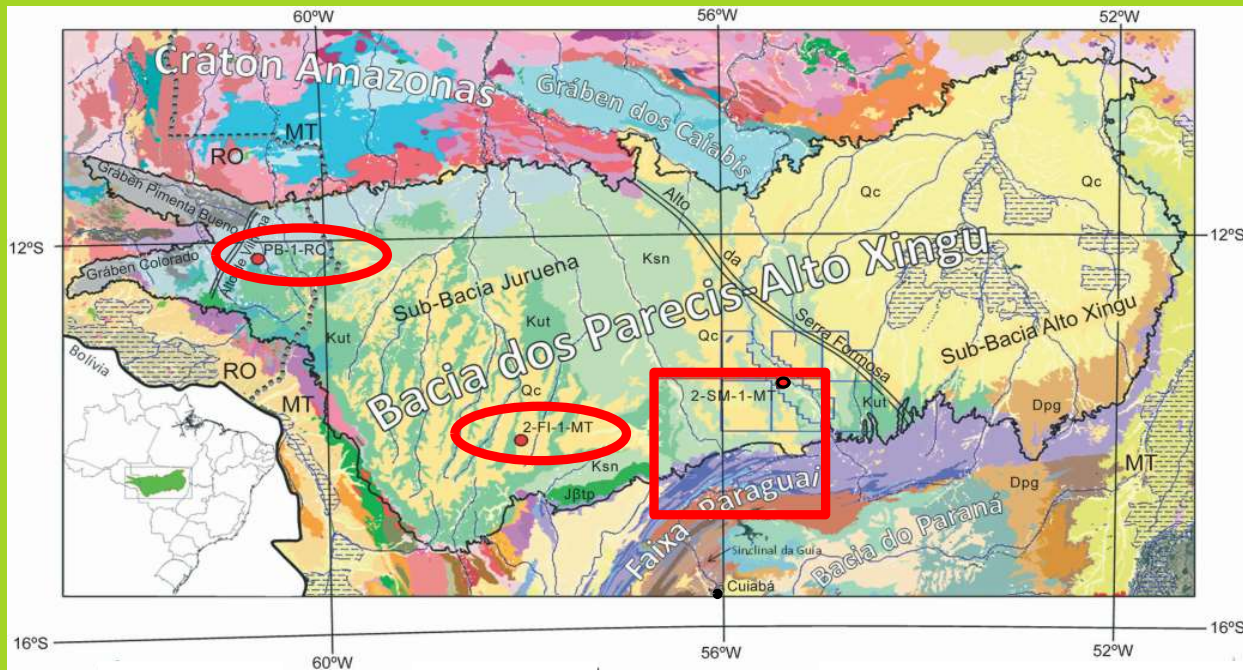 60ºW
56ºW
52ºW
Cráton Amazonas
Gráben dos Caiabis
MT
RO
Gráben Pimenta Bueno
Alto
Qc
Qc
12ºS
12ºS
PB-1-RO
Alto de Vilhena
Gráben Colorado
Ksn
da
Sub-Bacia Juruena
Bacia dos Parecis-Alto Xingu
Serra Formosa
Sub-Bacia Alto Xingu
Kut
Kut
Qc
Bolívia
RO
MT
Qc
2-SM-1-MT
Kut
Dpg
2-FI-1-MT
Ksn
Jβtp
MT
Dpg
Faixa Paraguai
Bacia do Paraná
Sinclinal da Guia
Cuiabá
16ºS
16ºS
60ºW
56ºW
52ºW